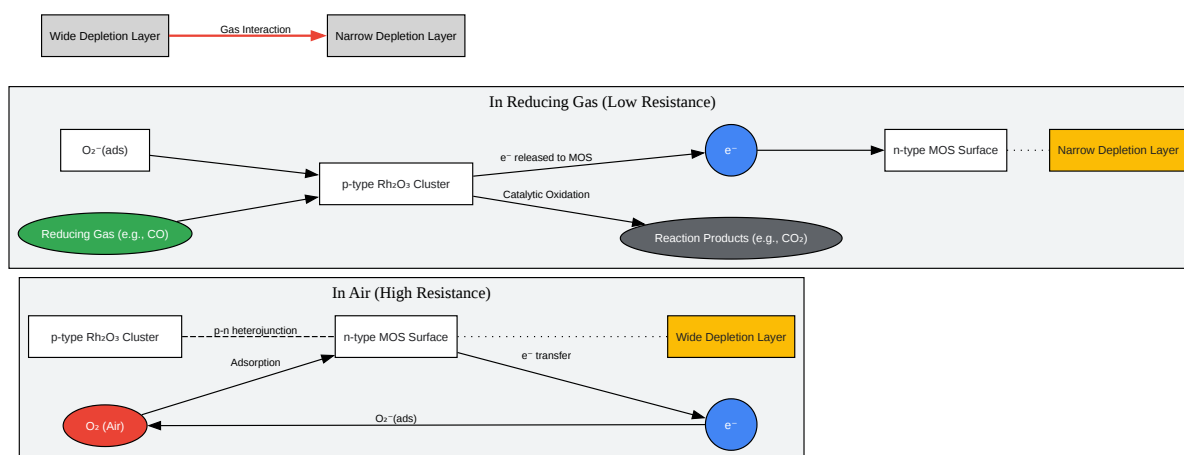 Wide Depletion Layer
Gas Interaction
Narrow Depletion Layer
In Reducing Gas (Low Resistance)
O₂⁻(ads)
p-type Rh₂O₃ Cluster
e⁻ released to MOS
e⁻
n-type MOS Surface
Narrow Depletion Layer
Catalytic Oxidation
Reducing Gas (e.g., CO)
Reaction Products (e.g., CO₂)
In Air (High Resistance)
p-type Rh₂O₃ Cluster
p-n heterojunction
n-type MOS Surface
Wide Depletion Layer
Adsorption
e⁻ transfer
O₂ (Air)
O₂⁻(ads)
e⁻